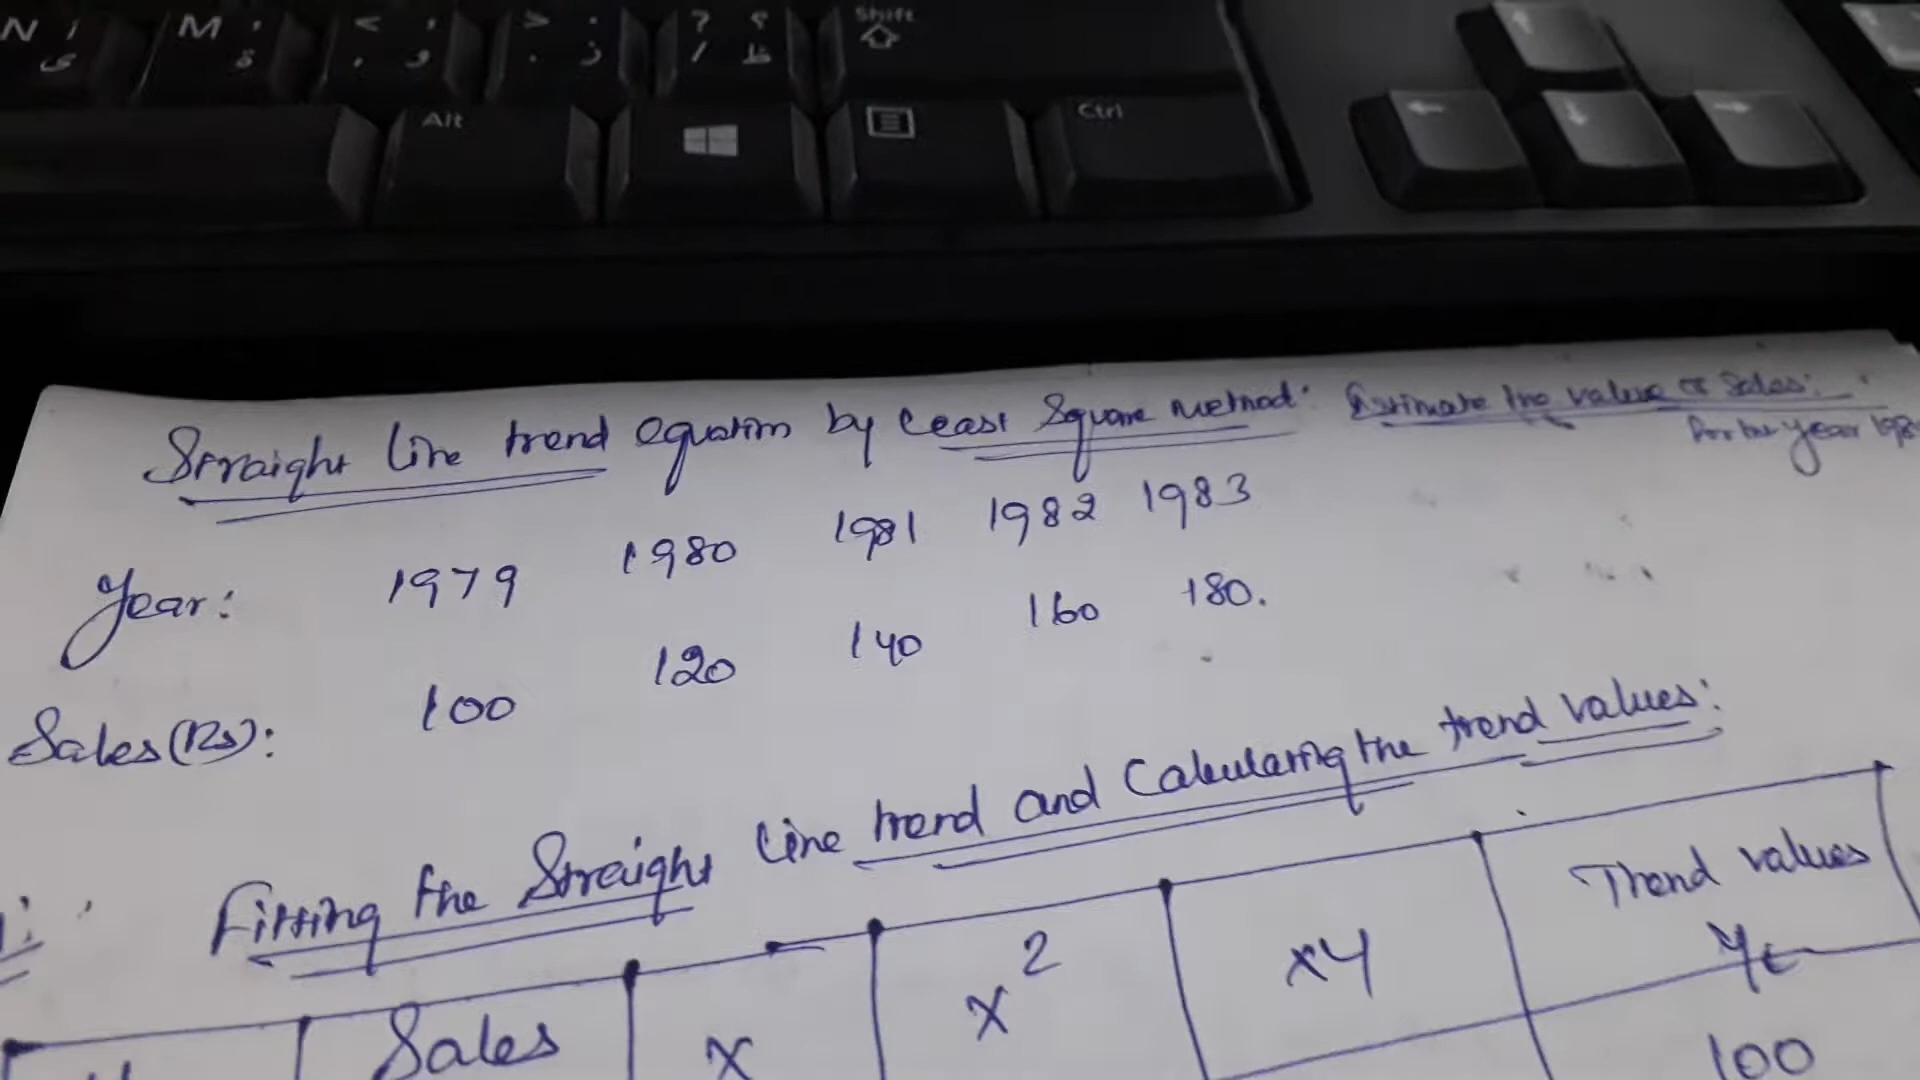 N ى
M ة
< , و
> . ز
? / ؟ ظ
Shift
Alt
Ctrl
Straight line trend equation by Least Square method: Estimate the value of Sales:
for the year 198
Year: 1979 1980 1981 1982 1983
Sales (Rs): 100 120 140 160 180.
Fitting the Straight line trend and Calculating the trend values:
Sales x x² xy Trend values
Yt
100